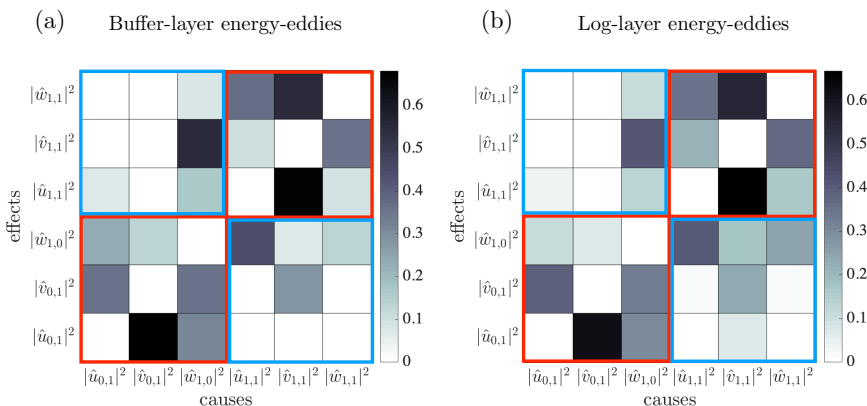 (a) Buffer-layer energy-eddies
|ŵ₁,₁|²
|v̂₁,₁|²
|û₁,₁|²
|ŵ₁,₀|²
|v̂₀,₁|²
|û₀,₁|²
effects
|û₀,₁|² |v̂₀,₁|² |ŵ₁,₀|² |û₁,₁|² |v̂₁,₁|² |ŵ₁,₁|²
causes
0.6
0.5
0.4
0.3
0.2
0.1
0
(b) Log-layer energy-eddies
|ŵ₁,₁|²
|v̂₁,₁|²
|û₁,₁|²
|ŵ₁,₀|²
|v̂₀,₁|²
|û₀,₁|²
effects
|û₀,₁|² |v̂₀,₁|² |ŵ₁,₀|² |û₁,₁|² |v̂₁,₁|² |ŵ₁,₁|²
causes
0.6
0.5
0.4
0.3
0.2
0.1
0